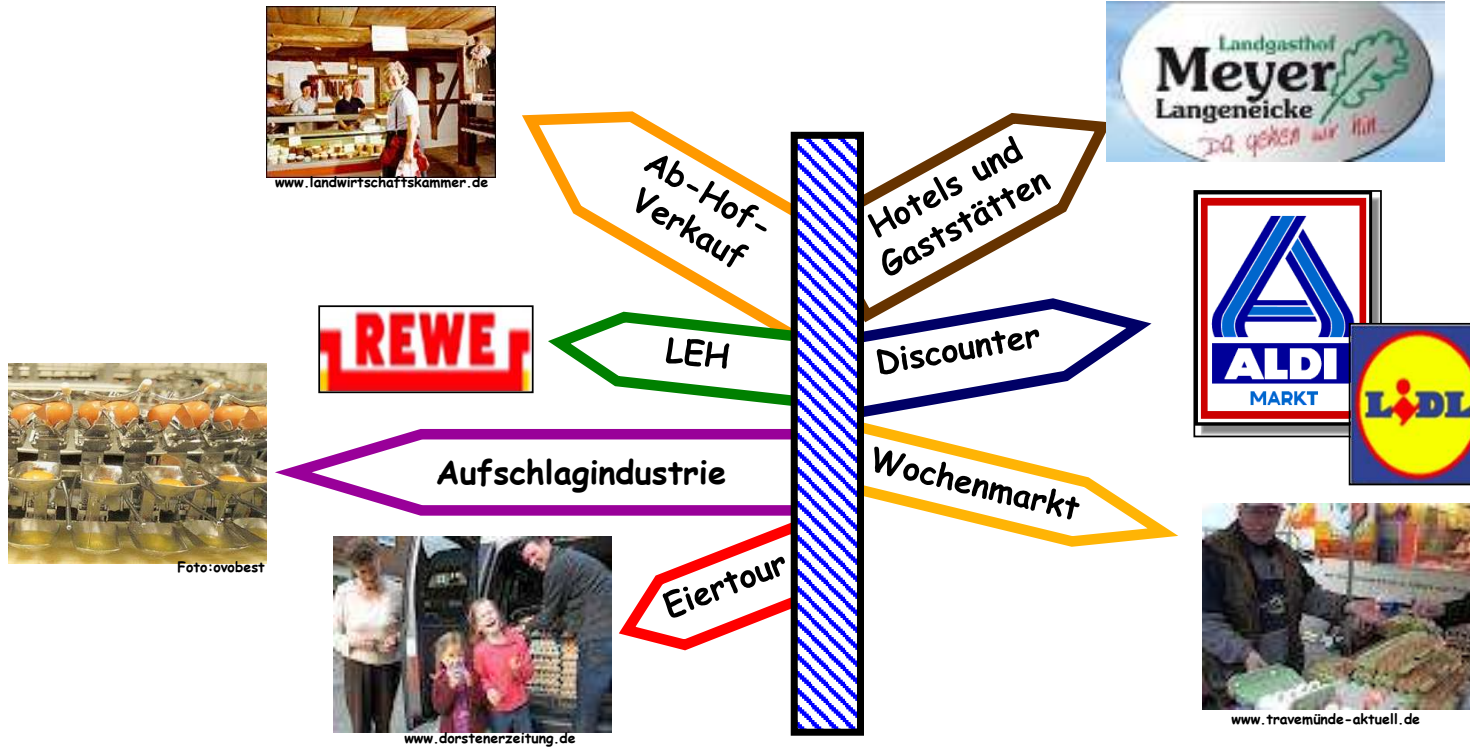 www.landwirtschaftskammer.de
Landgasthof
Meyer
Langeneicke
Da gehen wir hin...
Ab-Hof-
Verkauf
Hotels und
Gaststätten
REWE
LEH
Discounter
ALDI
MARKT
LIDL
Aufschlagindustrie
Wochenmarkt
Foto:ovobest
Eiertour
www.dorstenerzeitung.de
www.travemünde-aktuell.de